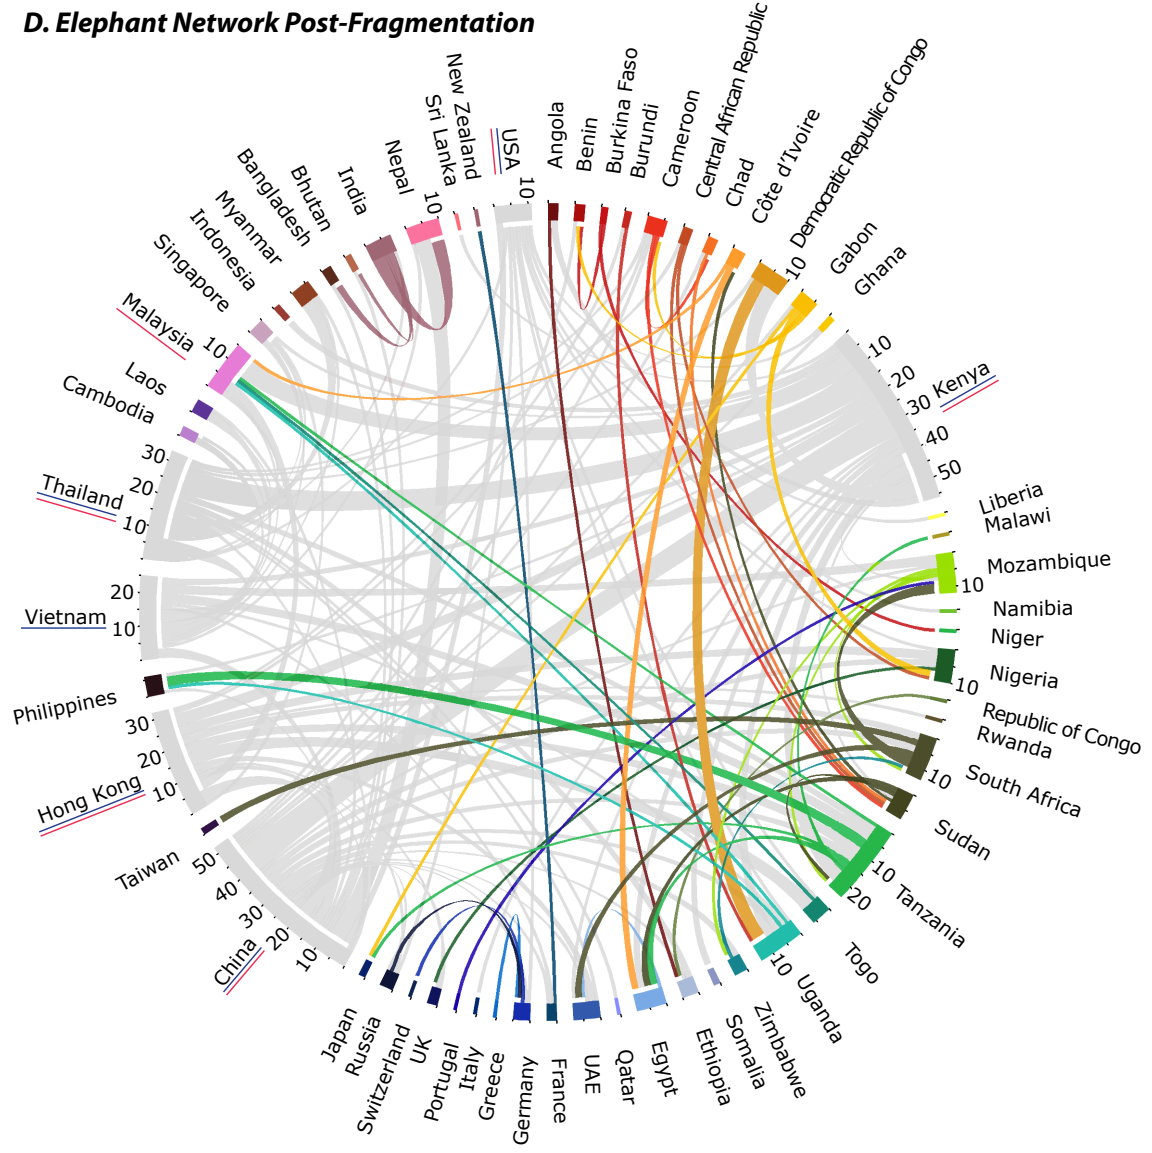 D. Elephant Network Post-Fragmentation
USA
10
Angola
Benin
Burkina Faso
Burundi
Cameroon
Central African Republic
Chad
Côte d'Ivoire
Democratic Republic of Congo
10
Gabon
Ghana
10
20
30
Kenya
40
50
Liberia
Malawi
Mozambique
10
Namibia
Niger
Nigeria
10
Republic of Congo
Rwanda
South Africa
10
Sudan
Tanzania
10
20
Togo
Uganda
10
Zimbabwe
Somalia
Ethiopia
Egypt
Qatar
UAE
France
Germany
Greece
Italy
Portugal
UK
Switzerland
Russia
Japan
China
10
20
30
40
50
Taiwan
Hong Kong
10
20
30
Philippines
Vietnam
10
20
Thailand
10
20
30
Cambodia
Laos
Malaysia
10
Singapore
Indonesia
Myanmar
Bangladesh
Bhutan
India
Nepal
10
Sri Lanka
New Zealand